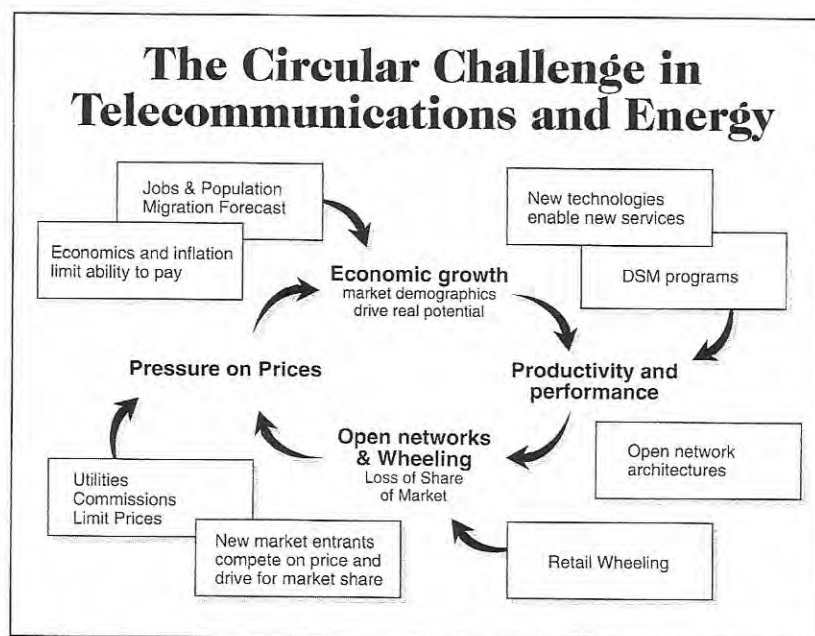 The Circular Challenge in
Telecommunications and Energy
Jobs & Population
Migration Forecast
Economics and inflation
limit ability to pay
New technologies
enable new services
DSM programs
Economic growth
market demographics
drive real potential
Pressure on Prices
Productivity and
performance
Open networks
& Wheeling
Loss of Share
of Market
Open network
architectures
Utilities
Commissions
Limit Prices
New market entrants
compete on price and
drive for market share
Retail Wheeling